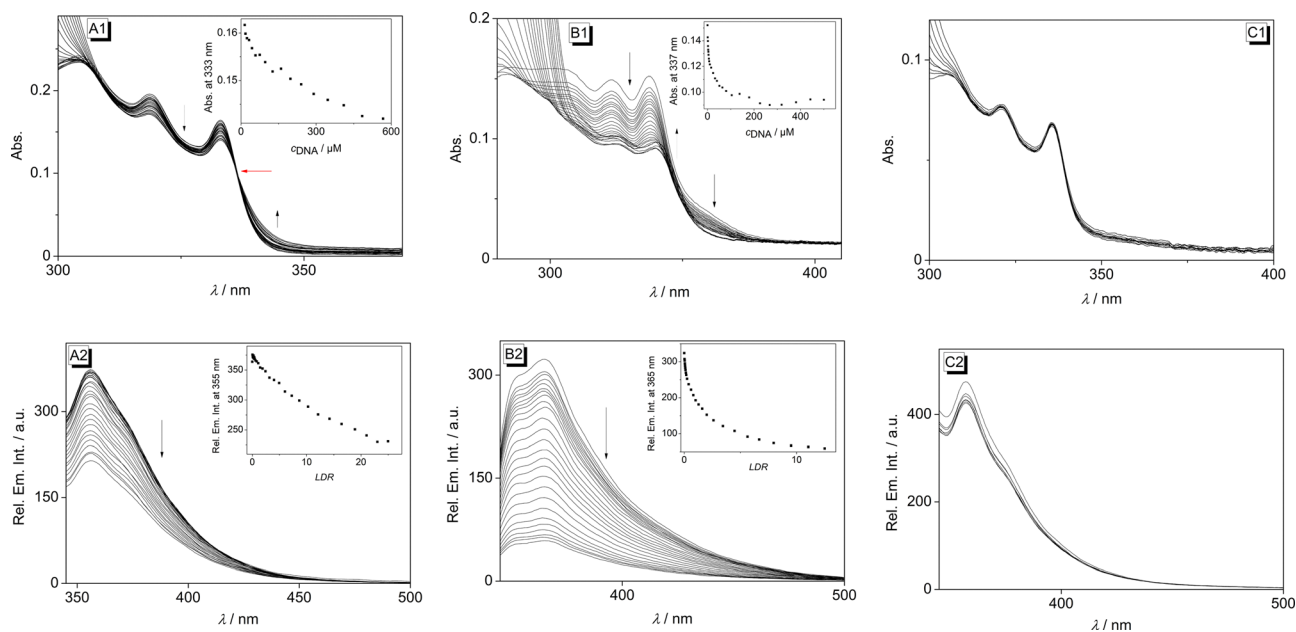 A1
Abs.
0.2
0.1
0
300
350
λ / nm
Abs. at 333 nm
0.16
0.15
0
300
600
cDNA / µM
B1
Abs.
0.2
0.1
0
300
350
400
λ / nm
Abs. at 337 nm
0.14
0.12
0.10
0
200
400
cDNA / µM
C1
Abs.
0.1
0
300
350
400
λ / nm
A2
Rel. Em. Int. / a.u.
300
150
0
350
400
450
500
λ / nm
Rel. Em. Int. at 355 nm
350
300
250
0
5
10
15
20
25
LDR
B2
Rel. Em. Int. / a.u.
300
150
0
400
500
λ / nm
Rel. Em. Int. at 365 nm
300
200
100
0
5
10
LDR
C2
Rel. Em. Int. / a.u.
400
200
0
400
500
λ / nm